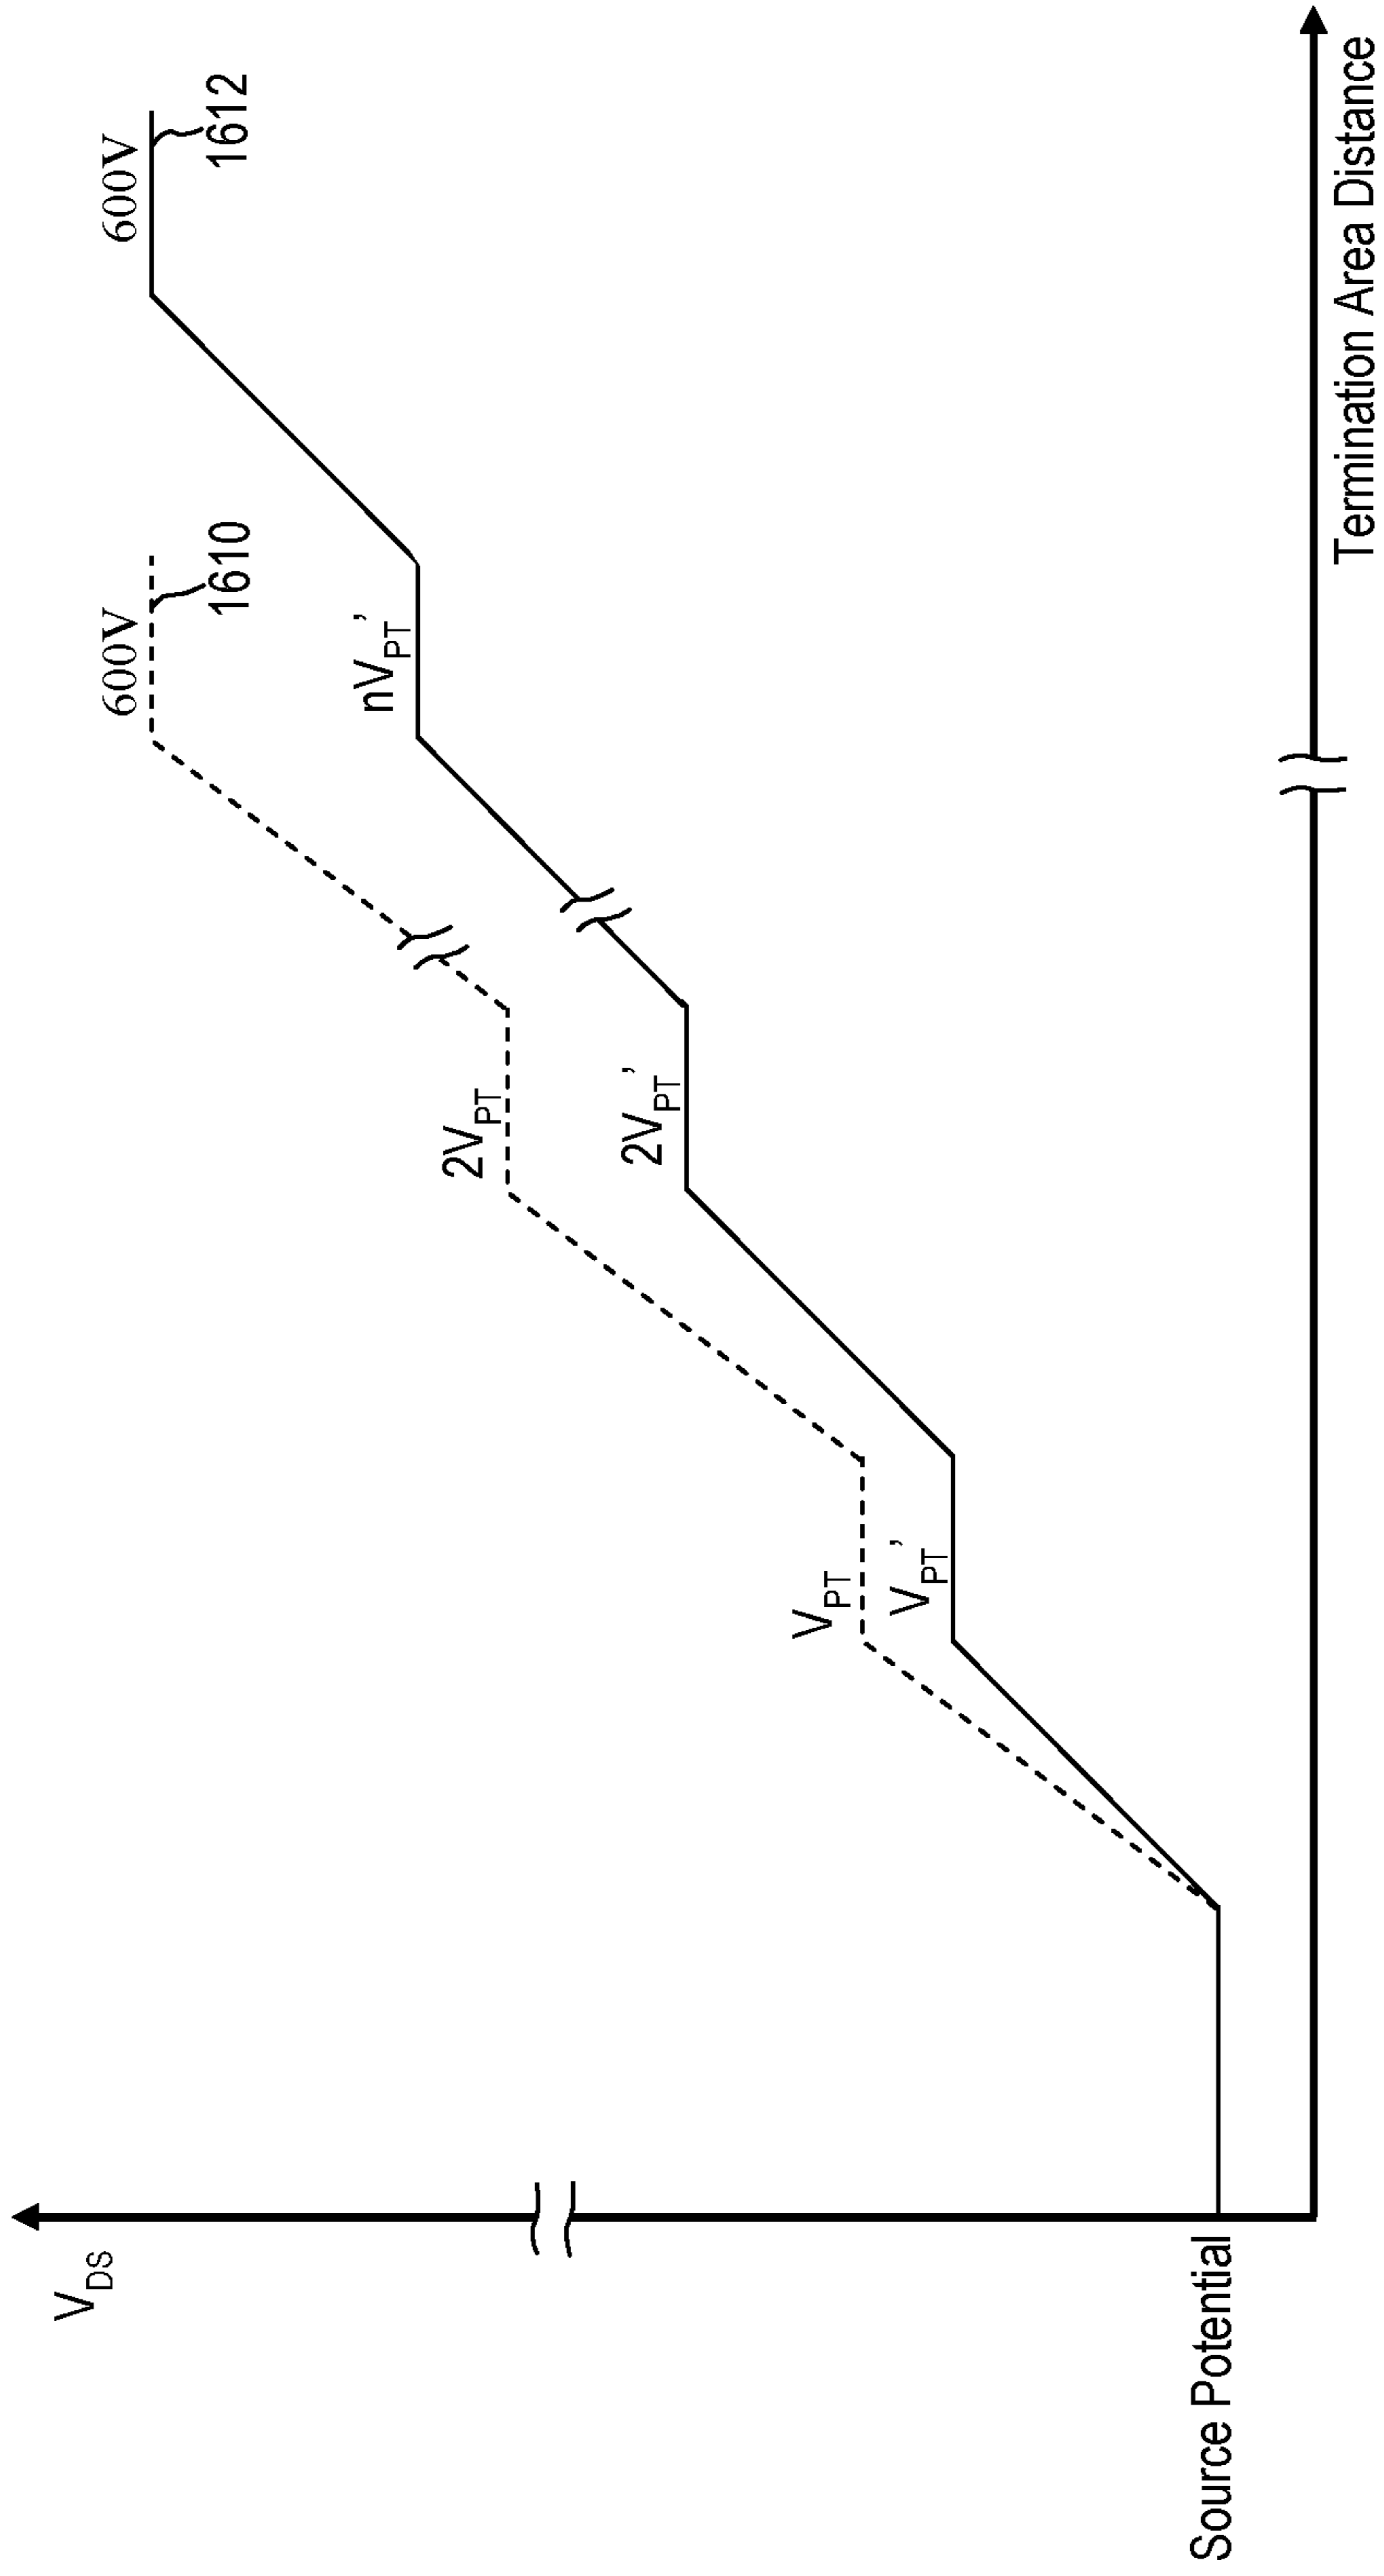 V_DS
600V
1612
600V
1610
nV_PT'
2V_PT
2V_PT'
V_PT
V_PT'
Source Potential
Termination Area Distance